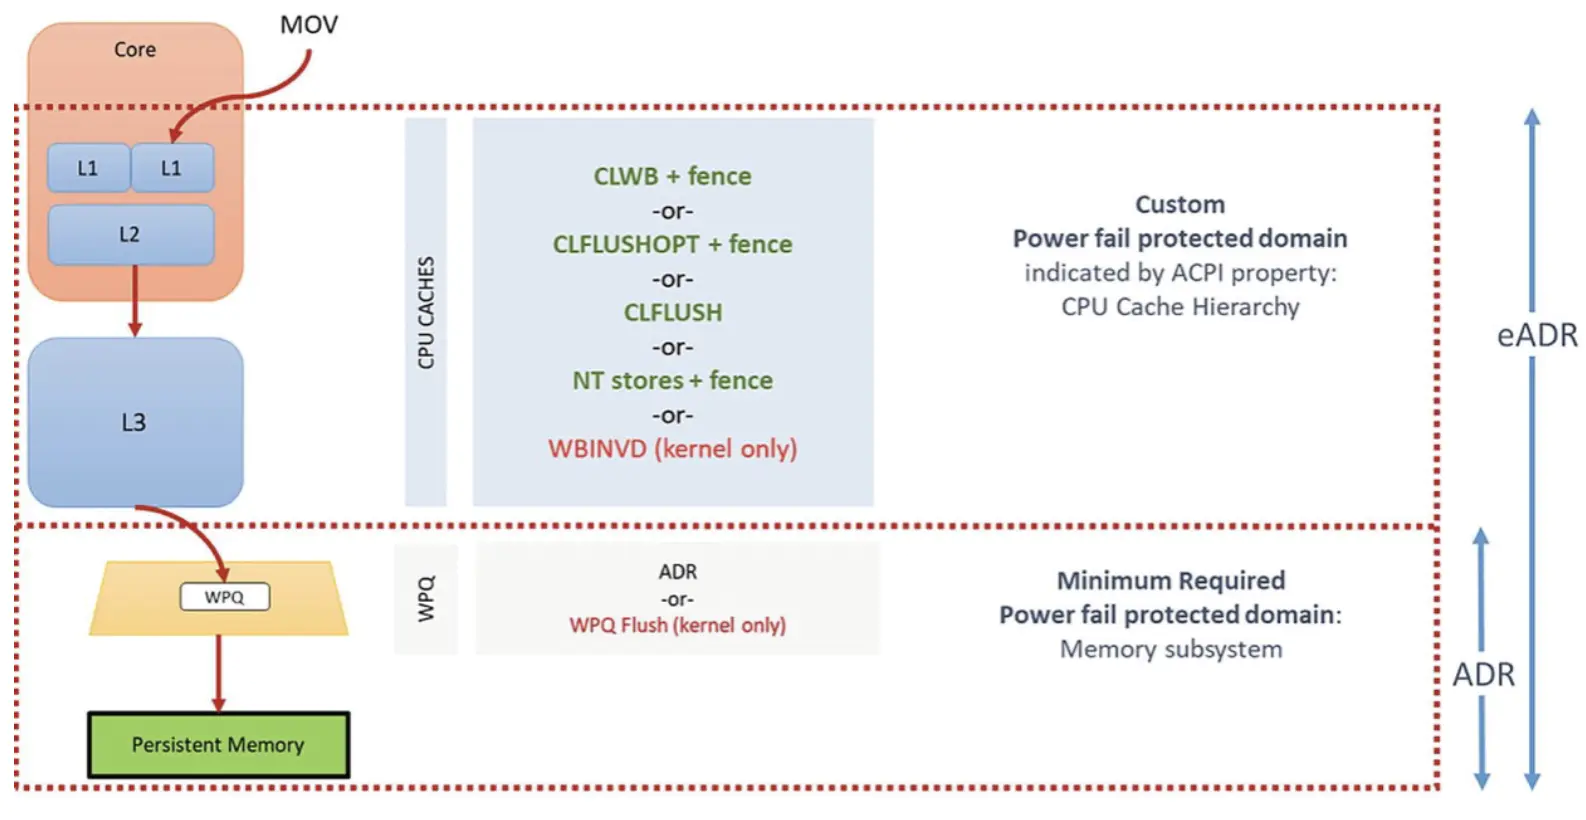 MOV
Core
L1
L1
L2
L3
CPU CACHES
CLWB + fence
-or-
CLFLUSHOPT + fence
-or-
CLFLUSH
-or-
NT stores + fence
-or-
WBINVD (kernel only)
Custom
Power fail protected domain
indicated by ACPI property:
CPU Cache Hierarchy
eADR
WPQ
WPQ
ADR
-or-
WPQ Flush (kernel only)
Minimum Required
Power fail protected domain:
Memory subsystem
ADR
Persistent Memory